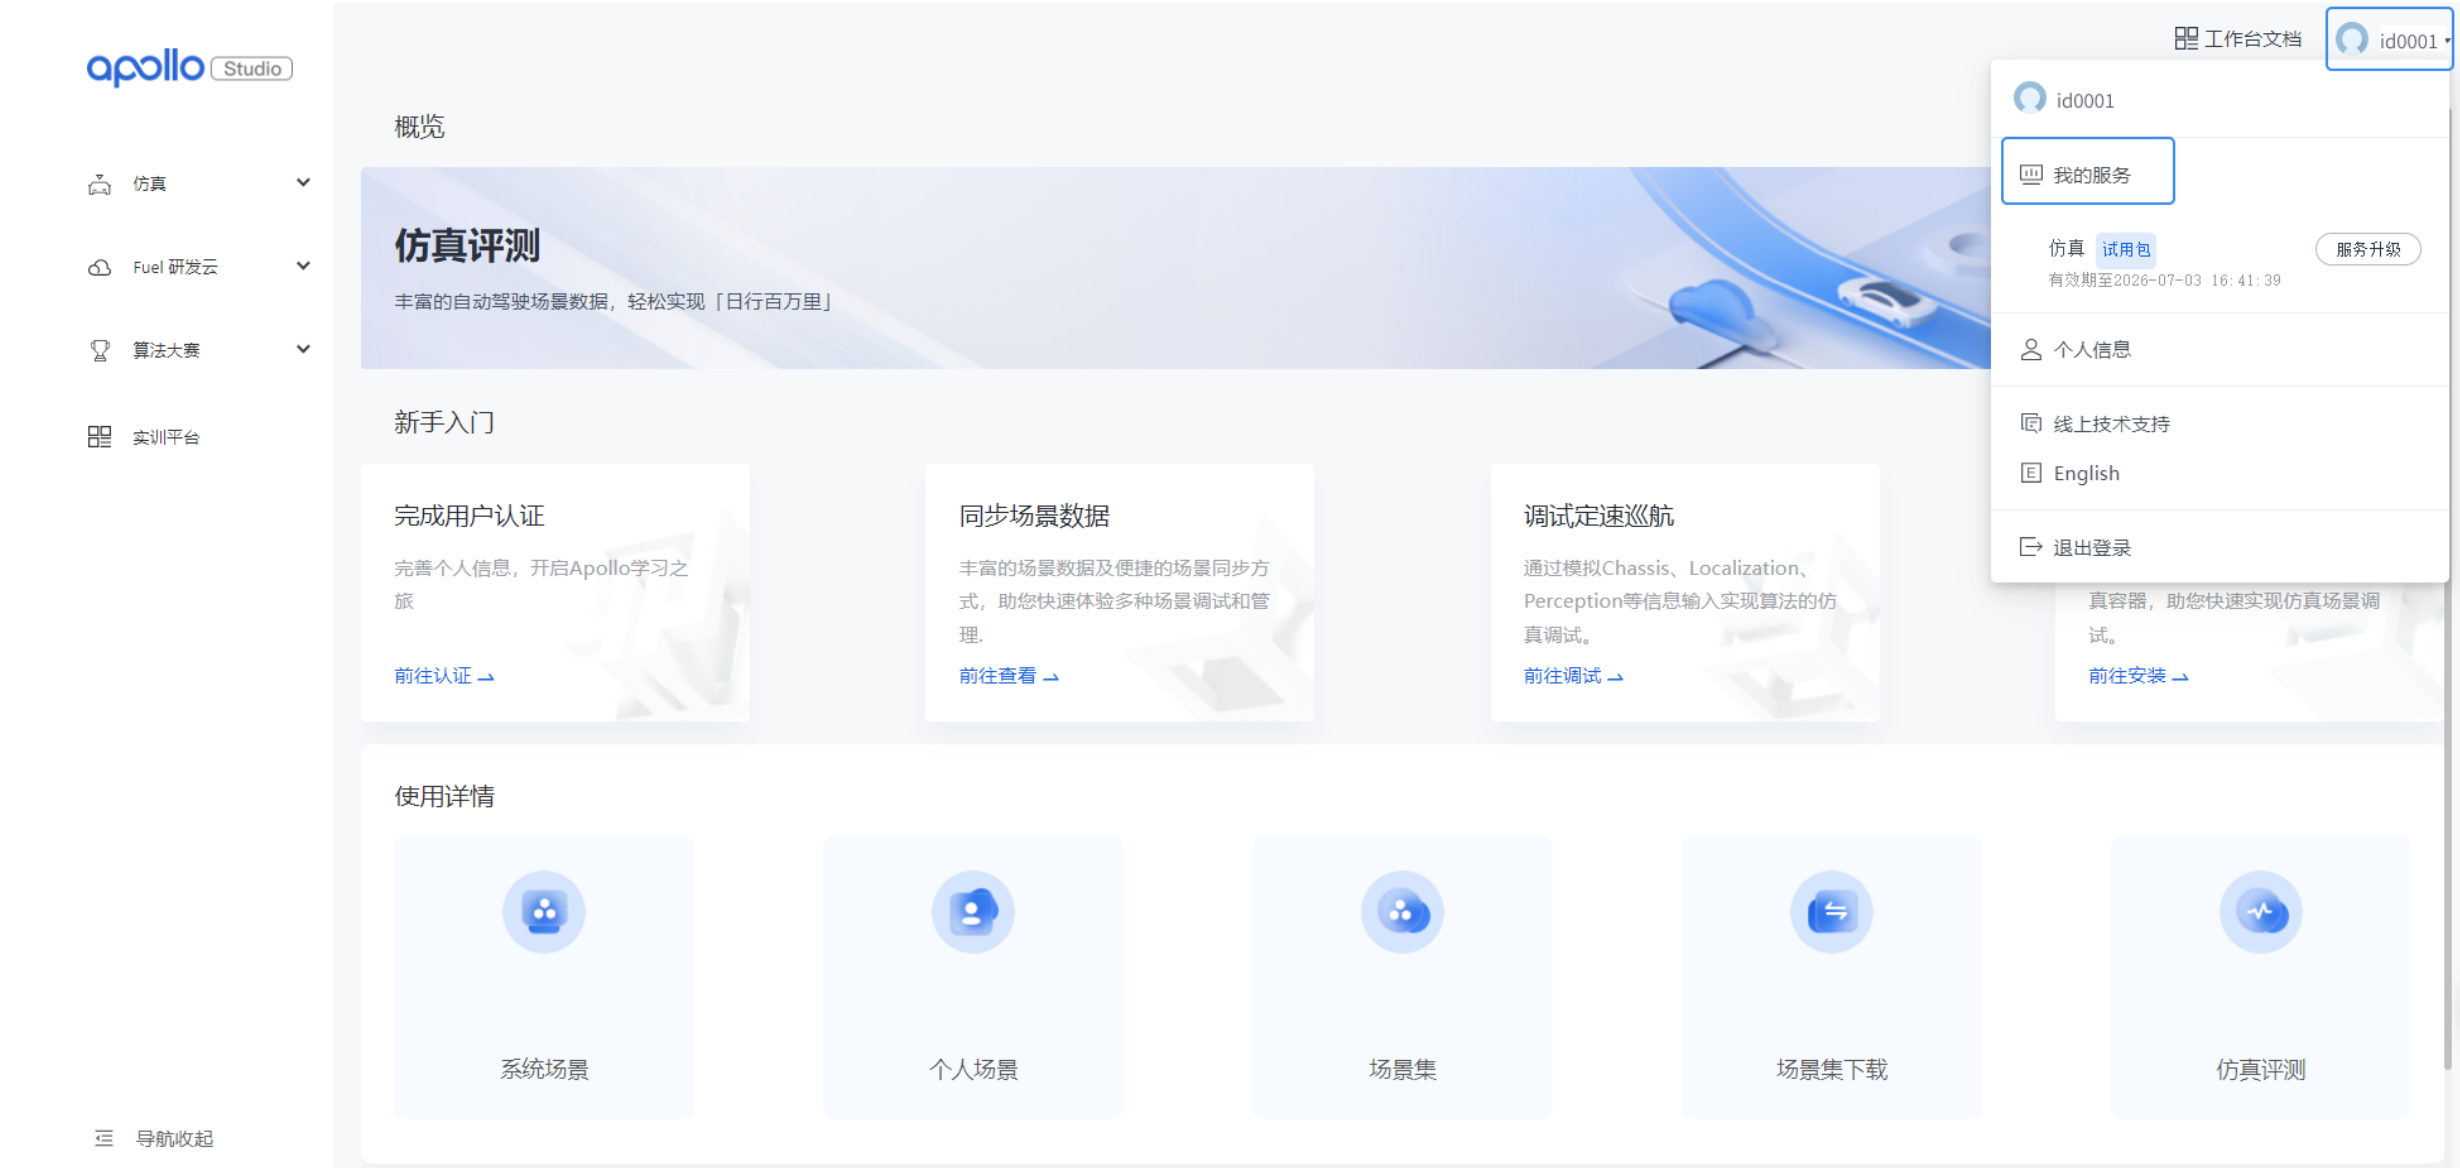 apollo Studio
仿真
Fuel 研发云
算法大赛
实训平台
导航收起
工作台文档
id0001
概览
仿真评测
丰富的自动驾驶场景数据，轻松实现「日行百万里」
id0001
我的服务
仿真 试用包
服务升级
有效期至2026-07-03 16:41:39
个人信息
线上技术支持
English
退出登录
新手入门
完成用户认证
完善个人信息，开启Apollo学习之
旅
前往认证
同步场景数据
丰富的场景数据及便捷的场景同步方
式，助您快速体验多种场景调试和管
理.
前往查看
调试定速巡航
通过模拟Chassis、Localization、
Perception等信息输入实现算法的仿
真调试。
前往调试
真容器，助您快速实现仿真场景调
试。
前往安装
使用详情
系统场景
个人场景
场景集
场景集下载
仿真评测